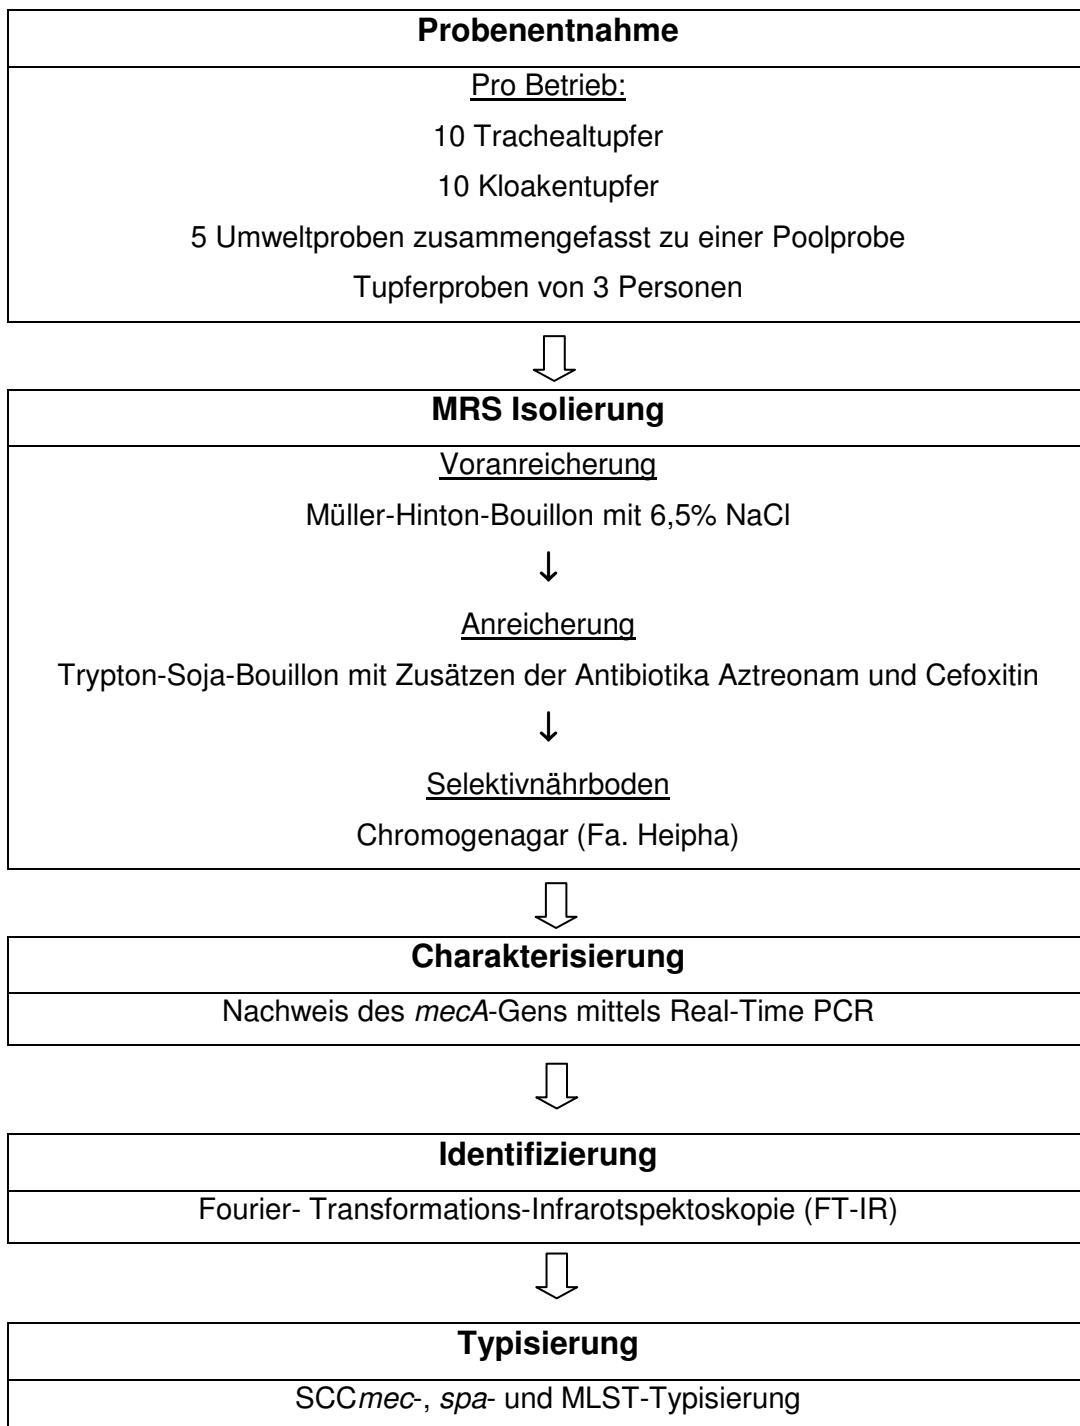 Probenentnahme
Pro Betrieb:
10 Trachealtupfer
10 Kloakentupfer
5 Umweltproben zusammengefasst zu einer Poolprobe
Tupferproben von 3 Personen
MRS Isolierung
Voranreicherung
Müller-Hinton-Bouillon mit 6,5% NaCl
↓
Anreicherung
Trypton-Soja-Bouillon mit Zusätzen der Antibiotika Aztreonam und Cefoxitin
↓
Selektivnährboden
Chromogenagar (Fa. Heipha)
Charakterisierung
Nachweis des mecA-Gens mittels Real-Time PCR
Identifizierung
Fourier- Transformations-Infrarotspektoskopie (FT-IR)
Typisierung
SCCmec-, spa- und MLST-Typisierung